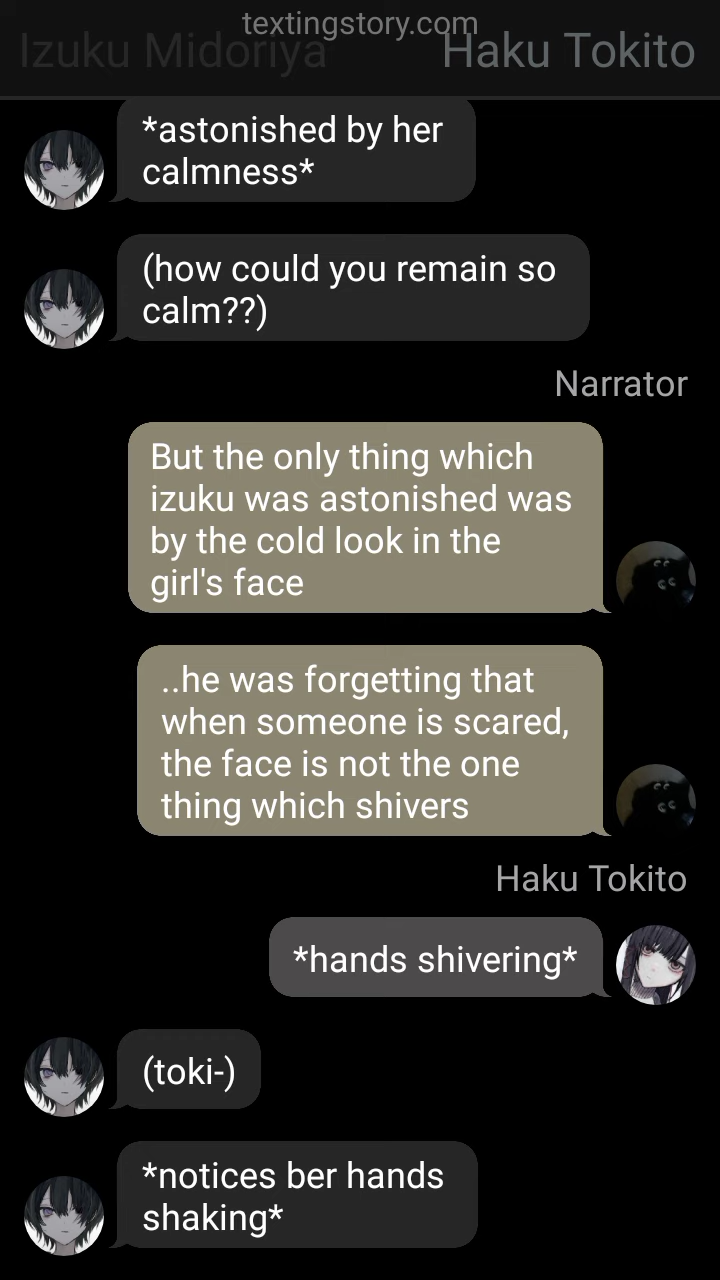 textingstory.com
Izuku Midoriya
Haku Tokito
*astonished by her
calmness*
(how could you remain so
calm??)
Narrator
But the only thing which
izuku was astonished was
by the cold look in the
girl's face
..he was forgetting that
when someone is scared,
the face is not the one
thing which shivers
Haku Tokito
*hands shivering*
(toki-)
*notices ber hands
shaking*